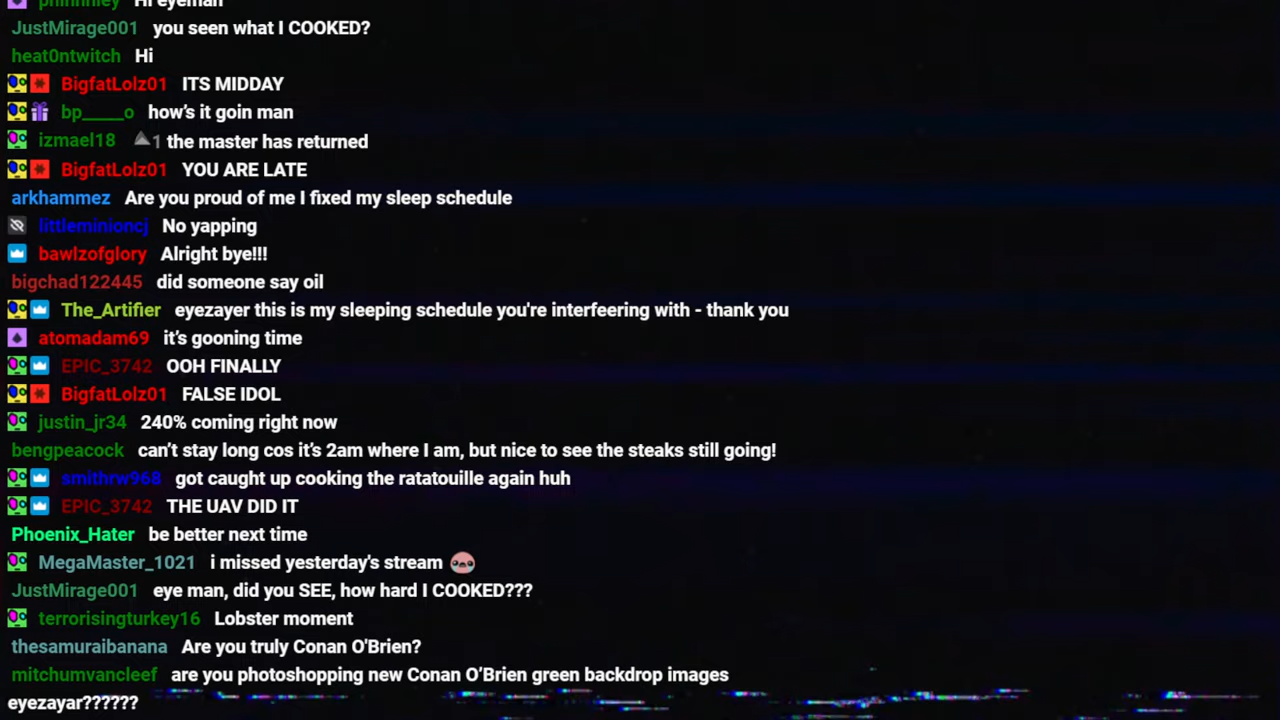 phinnhley Hi eyeman
JustMirage001 you seen what I COOKED?
heat0ntwitch Hi
BigfatLolz01 ITS MIDDAY
bp_____o how's it goin man
izmael18 1 the master has returned
BigfatLolz01 YOU ARE LATE
arkhammez Are you proud of me I fixed my sleep schedule
littleminioncj No yapping
bawlzofglory Alright bye!!!
bigchad122445 did someone say oil
The_Artifier eyezayer this is my sleeping schedule you're interfeering with - thank you
atomadam69 it's gooning time
EPIC_3742 OOH FINALLY
BigfatLolz01 FALSE IDOL
justin_jr34 240% coming right now
bengpeacock can't stay long cos it's 2am where I am, but nice to see the steaks still going!
smithrw968 got caught up cooking the ratatouille again huh
EPIC_3742 THE UAV DID IT
Phoenix_Hater be better next time
MegaMaster_1021 i missed yesterday's stream
JustMirage001 eye man, did you SEE, how hard I COOKED???
terrorisingturkey16 Lobster moment
thesamuraibanana Are you truly Conan O'Brien?
mitchumvancleef are you photoshopping new Conan O'Brien green backdrop images
eyezayar??????